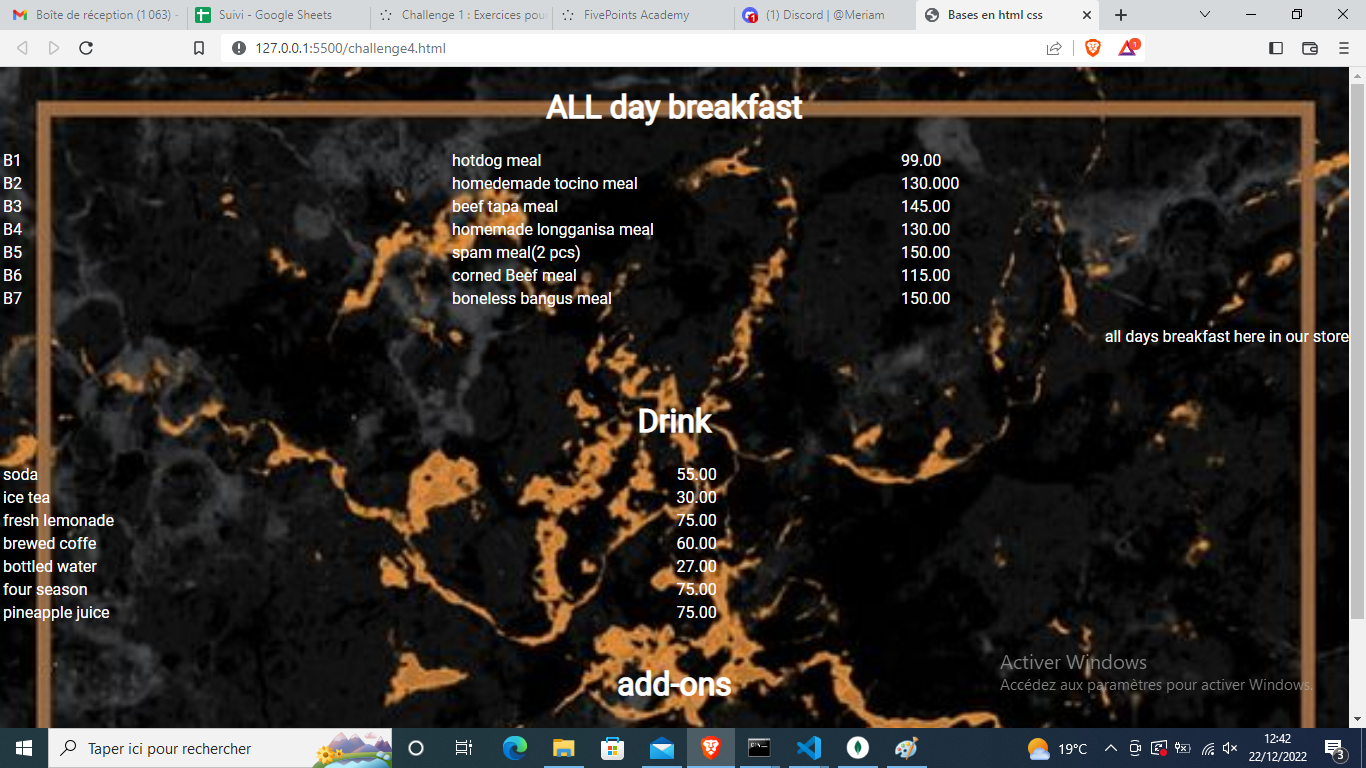 Boîte de réception (1 063) -
Suivi - Google Sheets
Challenge 1 : Exercices pour
FivePoints Academy
(1) Discord | @Meriam
Bases en html css
127.0.0.1:5500/challenge4.html
1
ALL day breakfast
B1 hotdog meal 99.00
B2 homedemade tocino meal 130.000
B3 beef tapa meal 145.00
B4 homemade longganisa meal 130.00
B5 spam meal(2 pcs) 150.00
B6 corned Beef meal 115.00
B7 boneless bangus meal 150.00
all days breakfast here in our store
Drink
soda 55.00
ice tea 30.00
fresh lemonade 75.00
brewed coffe 60.00
bottled water 27.00
four season 75.00
pineapple juice 75.00
add-ons
Activer Windows
Accédez aux paramètres pour activer Windows.
Taper ici pour rechercher
19°C
12:42
22/12/2022
3